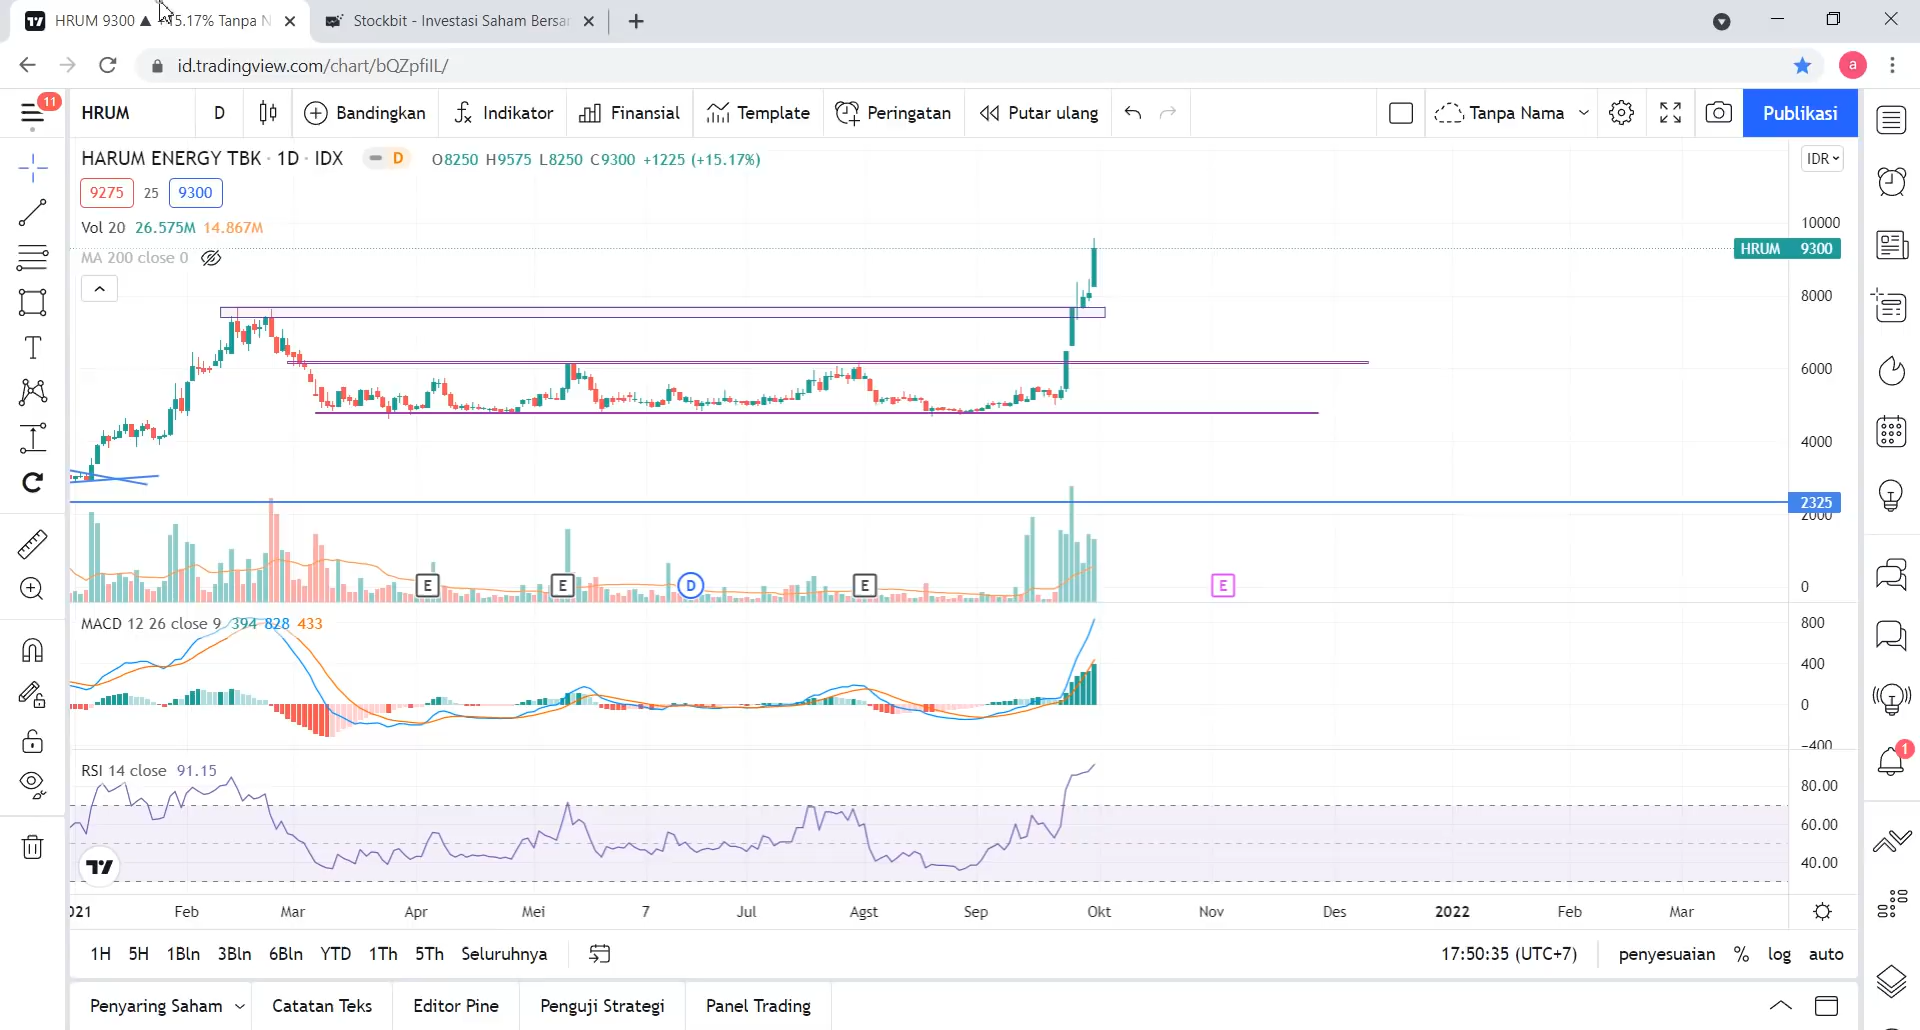 HRUM 9300 ▲ +15.17% Tanpa N
Stockbit - Investasi Saham Bersa
id.tradingview.com/chart/bQZpfiIL/
a
11
HRUM
D
Bandingkan
Indikator
Finansial
Template
Peringatan
Putar ulang
Tanpa Nama
Publikasi
HARUM ENERGY TBK · 1D · IDX
D
O8250 H9575 L8250 C9300 +1225 (+15.17%)
IDR
9275 25 9300
Vol 20 26.575M 14.867M
MA 200 close 0
10000
HRUM 9300
8000
6000
4000
2325
2000
0
E
E
D
E
E
MACD 12 26 close 9 394 828 433
800
400
0
−400
RSI 14 close 91.15
80.00
60.00
40.00
1
021 Feb Mar Apr Mei 7 Jul Agst Sep Okt Nov Des 2022 Feb Mar
1H 5H 1Bln 3Bln 6Bln YTD 1Th 5Th Seluruhnya
17:50:35 (UTC+7)
penyesuaian % log auto
Penyaring Saham
Catatan Teks
Editor Pine
Penguji Strategi
Panel Trading